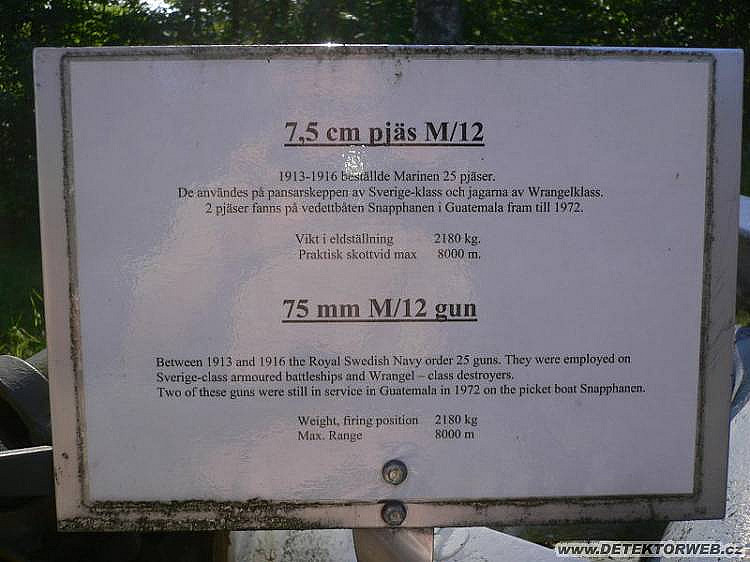 7,5 cm pjäs M/12
1913-1916 beställde Marinen 25 pjäser.
De användes på pansarskeppen av Sverige-klass och jagarna av Wrangelklass.
2 pjäser fanns på vedettbåten Snapphanen i Guatemala fram till 1972.
Vikt i eldställning 2180 kg.
Praktisk skottvid max 8000 m.
75 mm M/12 gun
Between 1913 and 1916 the Royal Swedish Navy order 25 guns. They were employed on
Sverige-class armoured battleships and Wrangel – class destroyers.
Two of these guns were still in service in Guatemala in 1972 on the picket boat Snapphanen.
Weight, firing position 2180 kg
Max. Range 8000 m
www.DETEKTORWEB.cz